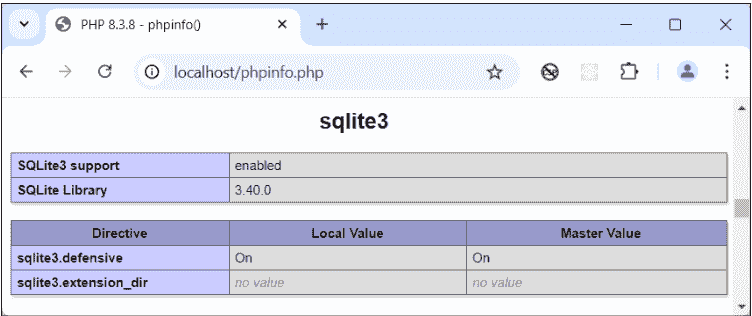 PHP 8.3.8 - phpinfo()
localhost/phpinfo.php
sqlite3
SQLite3 support enabled
SQLite Library 3.40.0
Directive Local Value Master Value
sqlite3.defensive On On
sqlite3.extension_dir no value no value